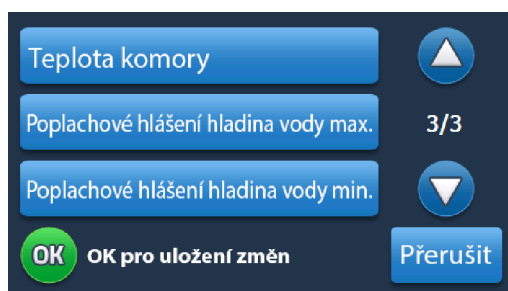 Teplota komory
Poplachové hlášení hladina vody max.
3/3
Poplachové hlášení hladina vody min.
OK OK pro uložení změn
Přerušit